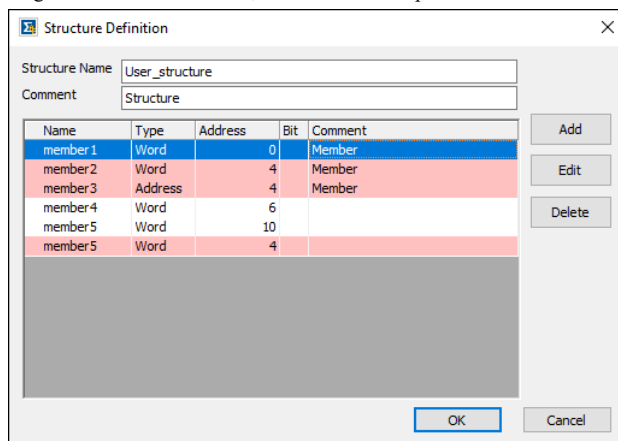 Structure Definition
Structure Name User_structure
Comment Structure
Name Type Address Bit Comment Add
member1 Word 0 Member
member2 Word 4 Member Edit
member3 Address 4 Member
member4 Word 6 Delete
member5 Word 10
member5 Word 4
OK Cancel